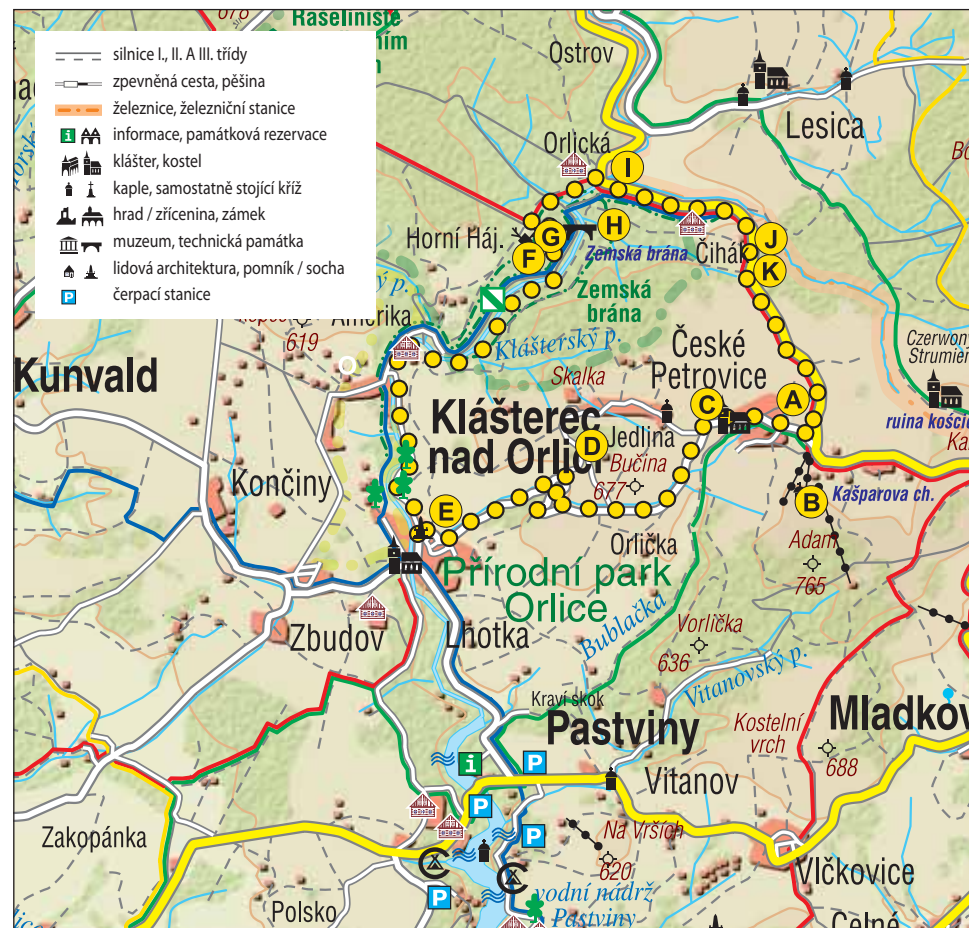 Rašeliniště
678
silnice I., II. A III. třídy
zpevněná cesta, pěšina
železnice, železniční stanice
i informace, památková rezervace
klášter, kostel
kaple, samostatně stojící kříž
hrad / zřícenina, zámek
muzeum, technická památka
lidová architektura, pomník / socha
P čerpací stanice
Ostrov
Lesica
Orlická
I
G
H
F
J
K
Horní Háj.
Zemská brána
Čihák
Zemská
brána
Amerika
619
Klášterský p.
Skalka
České
Petrovice
Czerwony
Strumień
Kunvald
Klášterec
nad Orlicí
C
A
D
Jedlina
Bučina
677
ruina kościoła
Končiny
E
B
Kašparova ch.
Orlička
Adam
765
Přírodní park
Orlice
Zbudov
Lhotka
Bublačka
Vorlička
636
Vitanovský p.
Kraví skok
Pastviny
Kostelní
vrch
688
Mladkov
i
P
Vitanov
P
P
Zakopánka
Na Vrších
620
P
Vlčkovice
vodní nádrž
Pastviny
Polsko
Celné